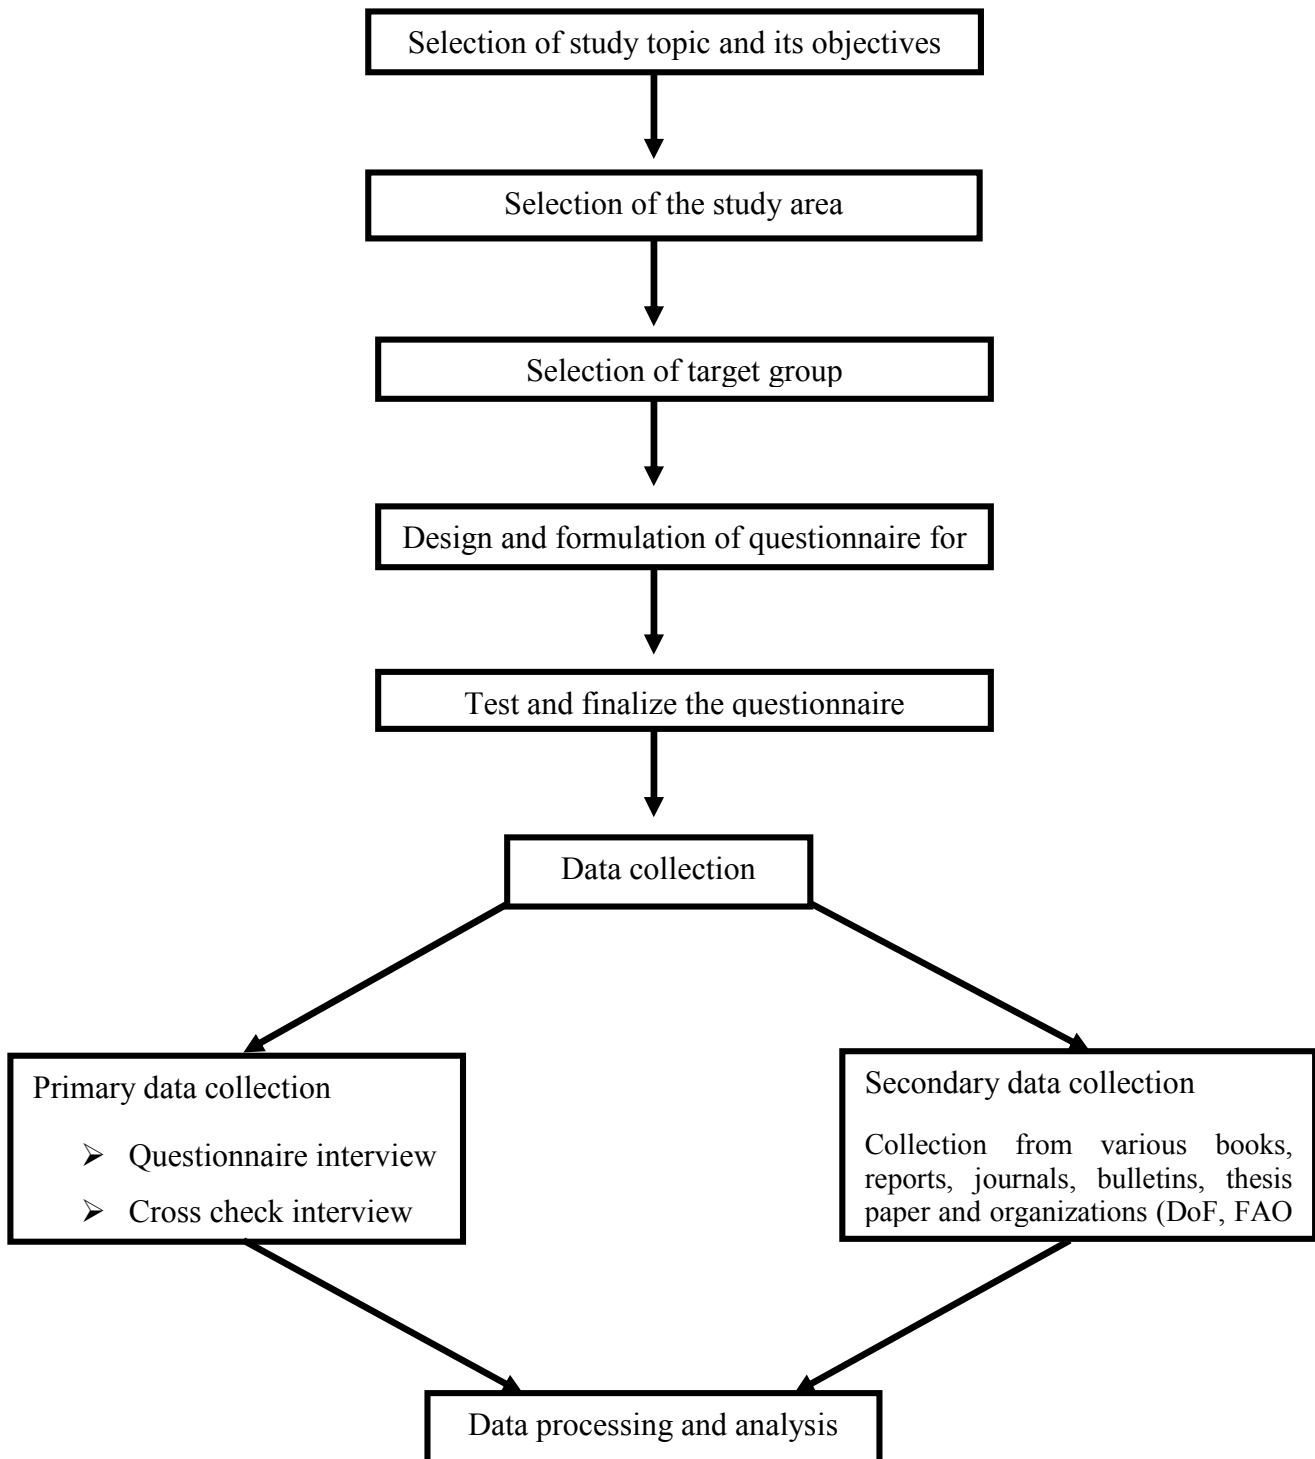 Selection of study topic and its objectives
Selection of the study area
Selection of target group
Design and formulation of questionnaire for
Test and finalize the questionnaire
Data collection
Primary data collection
➢ Questionnaire interview
➢ Cross check interview
Secondary data collection
Collection from various books,
reports, journals, bulletins, thesis
paper and organizations (DoF, FAO
Data processing and analysis